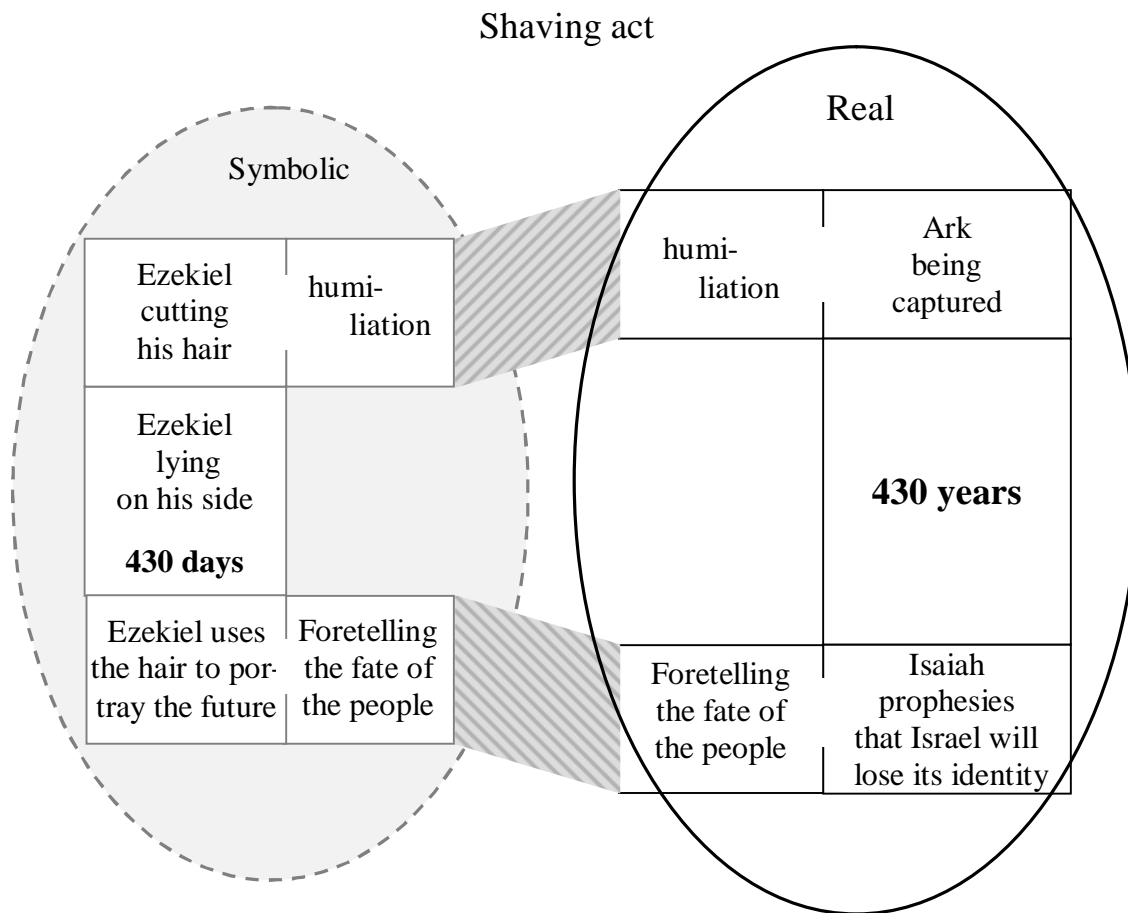 Shaving act
Symbolic
Ezekiel
cutting
his hair
humi-
liation
Ezekiel
lying
on his side
430 days
Ezekiel uses
the hair to por-
tray the future
Foretelling
the fate of
the people
Real
humi-
liation
Ark
being
captured
430 years
Foretelling
the fate of
the people
Isaiah
prophesies
that Israel will
lose its identity